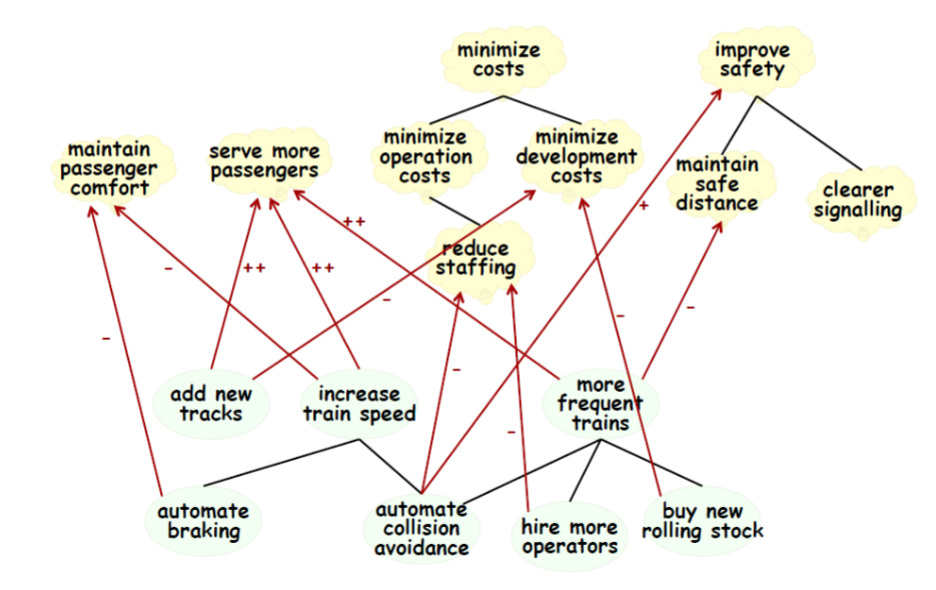 minimize
costs
improve
safety
maintain
passenger
comfort
serve more
passengers
minimize
operation
costs
minimize
development
costs
maintain
safe
distance
clearer
signalling
++
+
reduce
staffing
-
++
++
-
-
-
-
-
add new
tracks
increase
train speed
more
frequent
trains
-
automate
braking
automate
collision
avoidance
hire more
operators
buy new
rolling stock